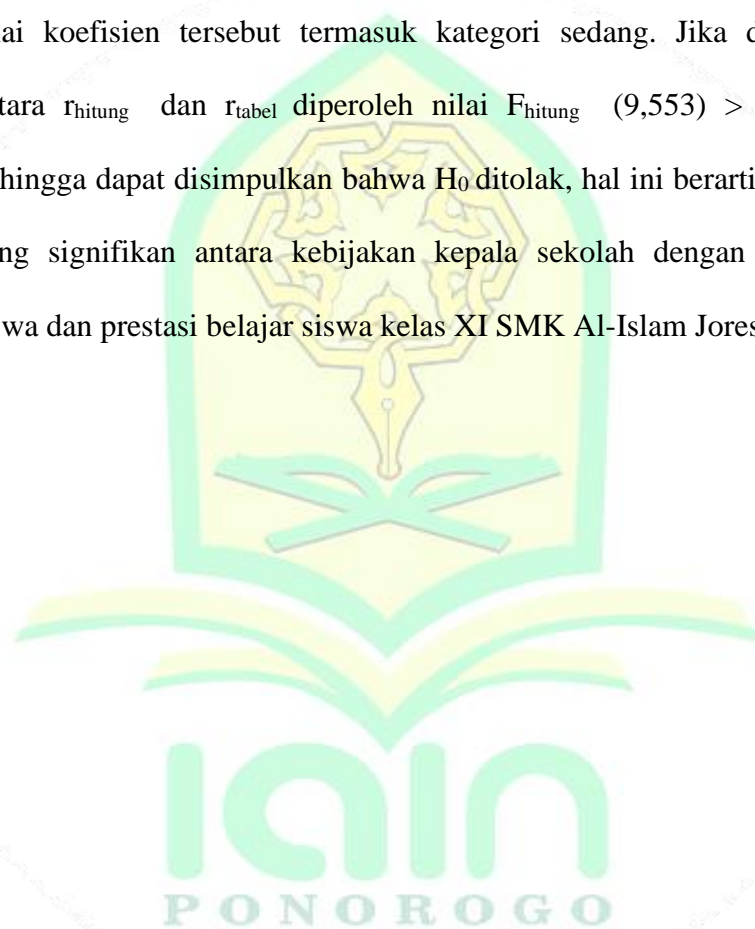 ai koefisien tersebut termasuk kategori sedang. Jika d
tara rhitung dan rtabel diperoleh nilai Fhitung (9,553) >
hingga dapat disimpulkan bahwa H0 ditolak, hal ini berarti
ng signifikan antara kebijakan kepala sekolah dengan
wa dan prestasi belajar siswa kelas XI SMK Al-Islam Jores
IAIN
PONOROGO